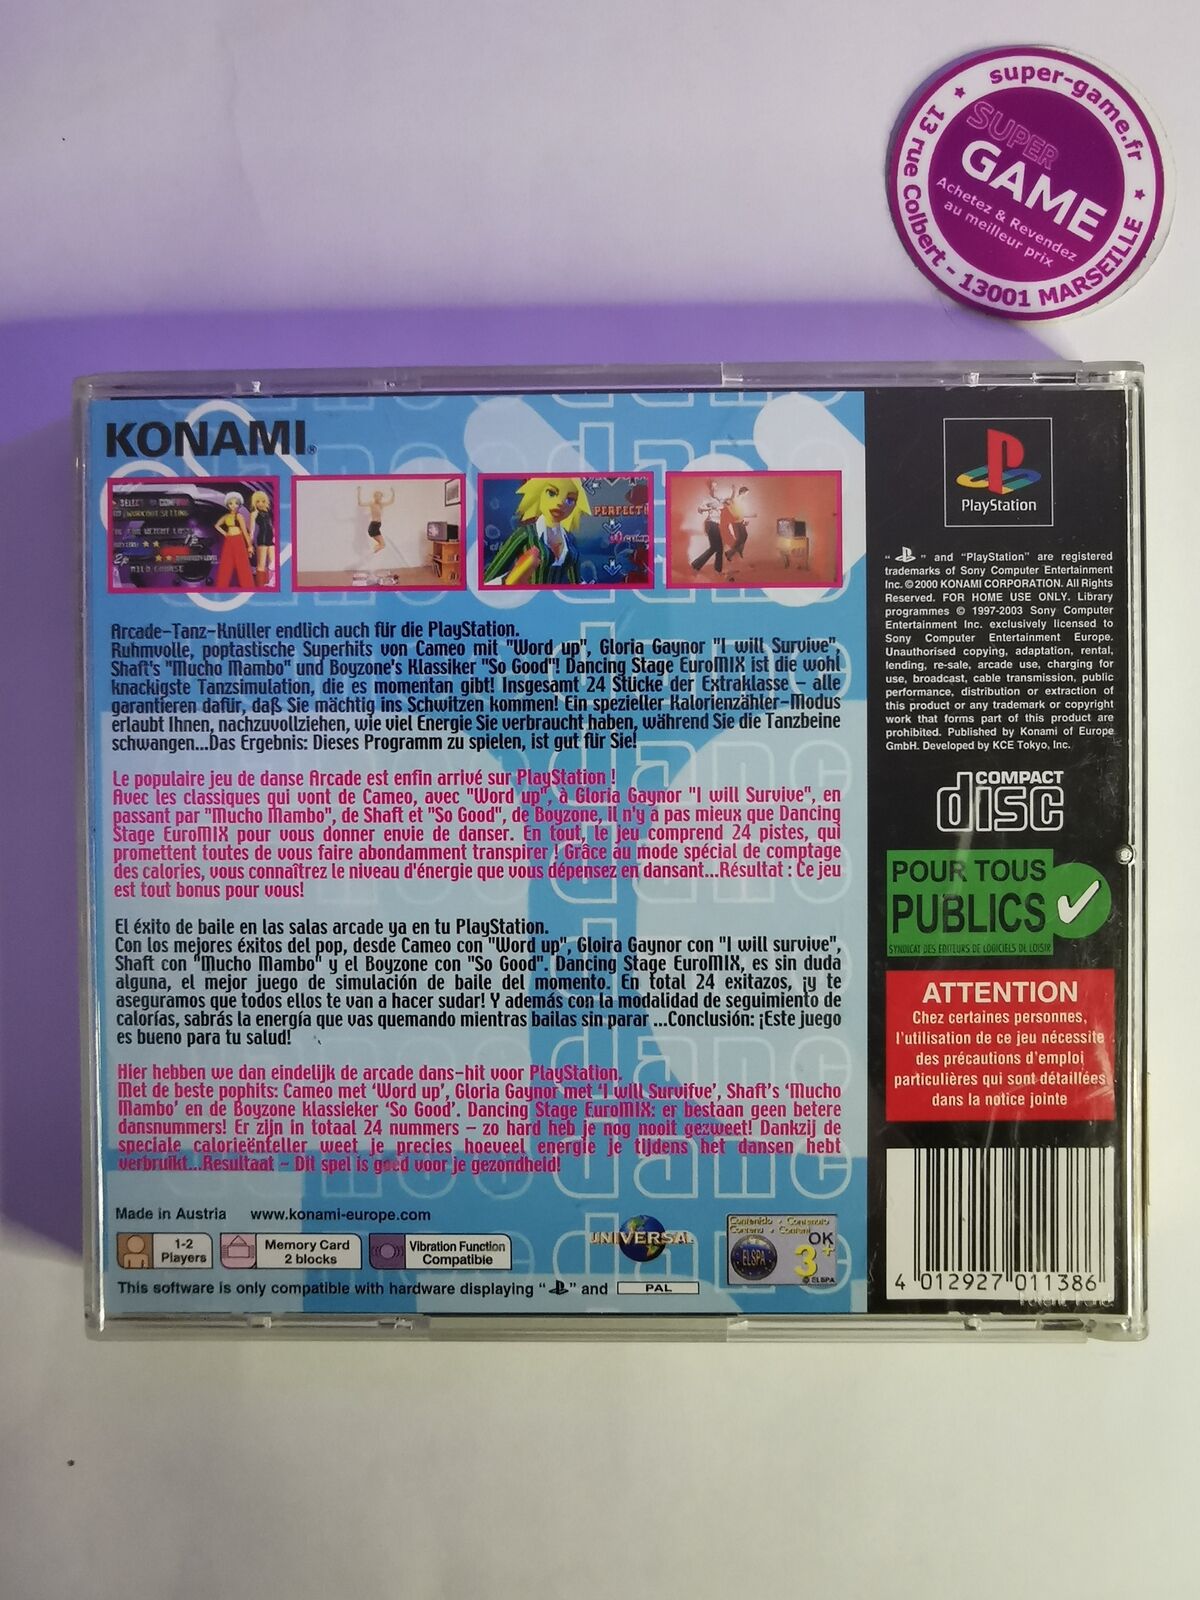 super-game.fr
SUPER
GAME
Achetez & Revendez
au meilleur prix
13 rue Colbert - 13001 MARSEILLE
KONAMI®
PERFECT!
Arcade-Tanz-Knüller endlich auch für die PlayStation.
Ruhmvolle, poptastische Superhits von Cameo mit "Word up", Gloria Gaynor "I will Survive",
Shaft's "Mucho Mambo" und Boyzone's Klassiker "So Good"! Dancing Stage EuroMIX ist die wohl
knackigste Tanzsimulation, die es momentan gibt! Insgesamt 24 Stücke der Extraklasse – alle
garantieren dafür, daß Sie mächtig ins Schwitzen kommen! Ein spezieller Kalorienzähler-Modus
erlaubt Ihnen, nachzuvollziehen, wie viel Energie Sie verbraucht haben, während Sie die Tanzbeine
schwangen...Das Ergebnis: Dieses Programm zu spielen, ist gut für Sie!
Le populaire jeu de danse Arcade est enfin arrivé sur PlayStation !
Avec les classiques qui vont de Cameo, avec "Word up", à Gloria Gaynor "I will Survive", en
passant par "Mucho Mambo", de Shaft et "So Good", de Boyzone, il n'y a pas mieux que Dancing
Stage EuroMIX pour vous donner envie de danser. En tout, le jeu comprend 24 pistes, qui
promettent toutes de vous faire abondamment transpirer ! Grâce au mode spécial de comptage
des calories, vous connaîtrez le niveau d'énergie que vous dépensez en dansant...Résultat : Ce jeu
est tout bonus pour vous!
El éxito de baile en las salas arcade ya en tu PlayStation.
Con los mejores éxitos del pop, desde Cameo con "Word up", Gloira Gaynor con "I will survive",
Shaft con "Mucho Mambo" y el Boyzone con "So Good". Dancing Stage EuroMIX, es sin duda
alguna, el mejor juego de simulación de baile del momento. En total 24 exitazos, ¡y te
aseguramos que todos ellos te van a hacer sudar! Y además con la modalidad de seguimiento de
calorías, sabrás la energía que vas quemando mientras bailas sin parar ...Conclusión: ¡Este juego
es bueno para tu salud!
Hier hebben we dan eindelijk de arcade dans-hit voor PlayStation.
Met de beste pophits: Cameo met 'Word up', Gloria Gaynor met 'I will Survifve', Shaft's 'Mucho
Mambo' en de Boyzone klassieker 'So Good'. Dancing Stage EuroMIX: er bestaan geen betere
dansnummers! Er zijn in totaal 24 nummers – zo hard heb je nog nooit gezweet! Dankzij de
speciale calorieënteller weet je precies hoeveel energie je tijdens het dansen hebt
verbruikt...Resultaat – Dit spel is goed voor je gezondheid!
Made in Austria www.konami-europe.com
1-2
Players
Memory Card
2 blocks
Vibration Function
Compatible
UNIVERSAL
Contenido • Contenuto
Contenu • Content
ELSPA
OK
3+
© ELSPA
This software is only compatible with hardware displaying " " and PAL
PlayStation
" " and "PlayStation" are registered
trademarks of Sony Computer Entertainment
Inc. © 2000 KONAMI CORPORATION. All Rights
Reserved. FOR HOME USE ONLY. Library
programmes © 1997-2003 Sony Computer
Entertainment Inc. exclusively licensed to
Sony Computer Entertainment Europe.
Unauthorised copying, adaptation, rental,
lending, re-sale, arcade use, charging for
use, broadcast, cable transmission, public
performance, distribution or extraction of
this product or any trademark or copyright
work that forms part of this product are
prohibited. Published by Konami of Europe
GmbH. Developed by KCE Tokyo, Inc.
COMPACT
disc
POUR TOUS
PUBLICS
SYNDICAT DES EDITEURS DE LOGICIELS DE LOISIR
ATTENTION
Chez certaines personnes,
l'utilisation de ce jeu nécessite
des précautions d'emploi
particulières qui sont détaillées
dans la notice jointe
4 012927 011386